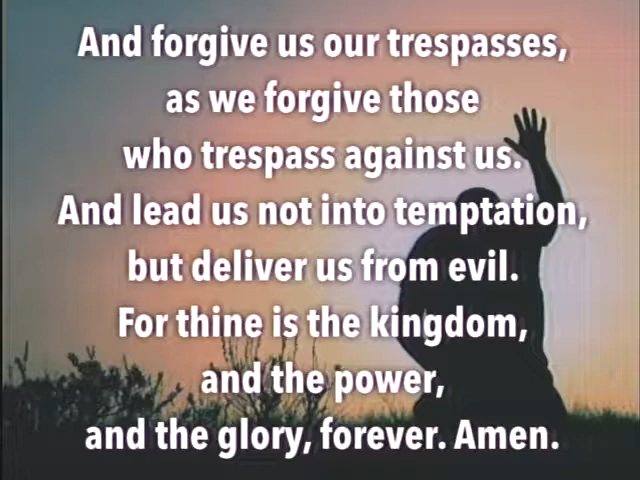 And forgive us our trespasses,
as we forgive those
who trespass against us.
And lead us not into temptation,
but deliver us from evil.
For thine is the kingdom,
and the power,
and the glory, forever. Amen.